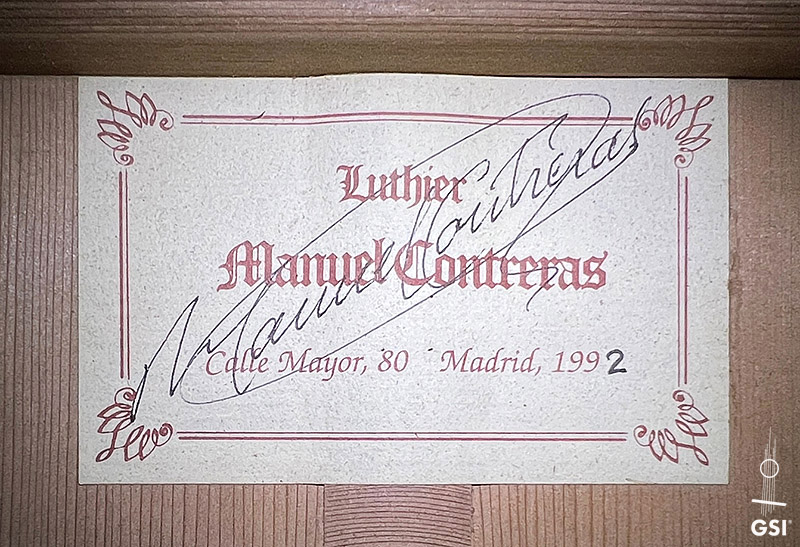 Luthier
Manuel Contreras
Manuel Contreras
Calle Mayor, 80 Madrid, 1992
GSI